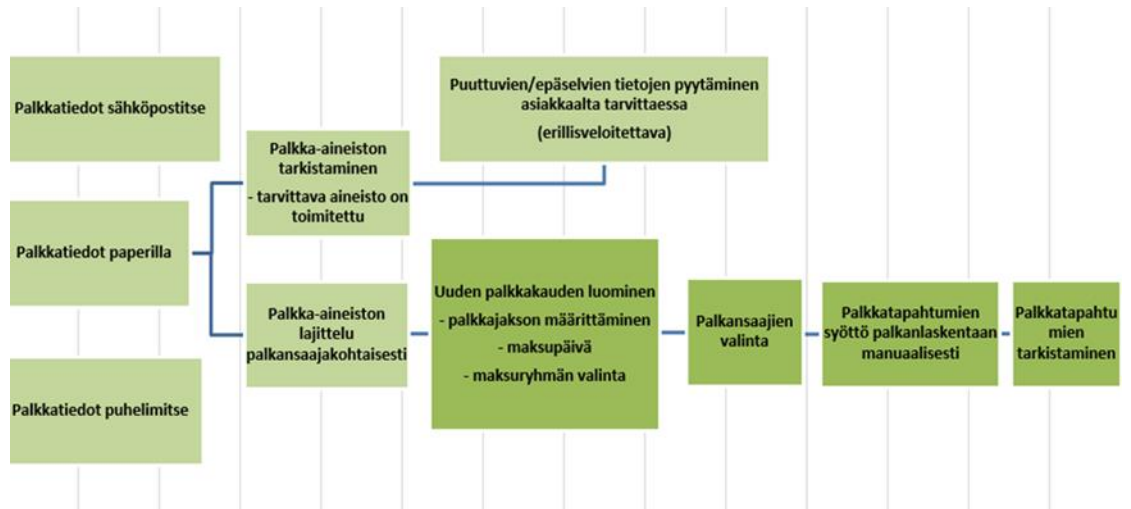 Palkkatiedot sähköpostitse
Palkkatiedot paperilla
Palkkatiedot puhelimitse
Palkka-aineiston
tarkistaminen
- tarvittava aineisto on
toimitettu
Palkka-aineiston
lajittelu
palkansaajakohtaisesti
Puuttuvien/epäselvien tietojen pyytäminen
asiakkaalta tarvittaessa
(erillisveloitettava)
Uuden palkkakauden luominen
- palkkajakson määrittäminen
- maksupäivä
- maksuryhmän valinta
Palkansaajien
valinta
Palkkatapahtumien
syöttö palkanlaskentaan
manuaalisesti
Palkkatapahtu
mien
tarkistaminen